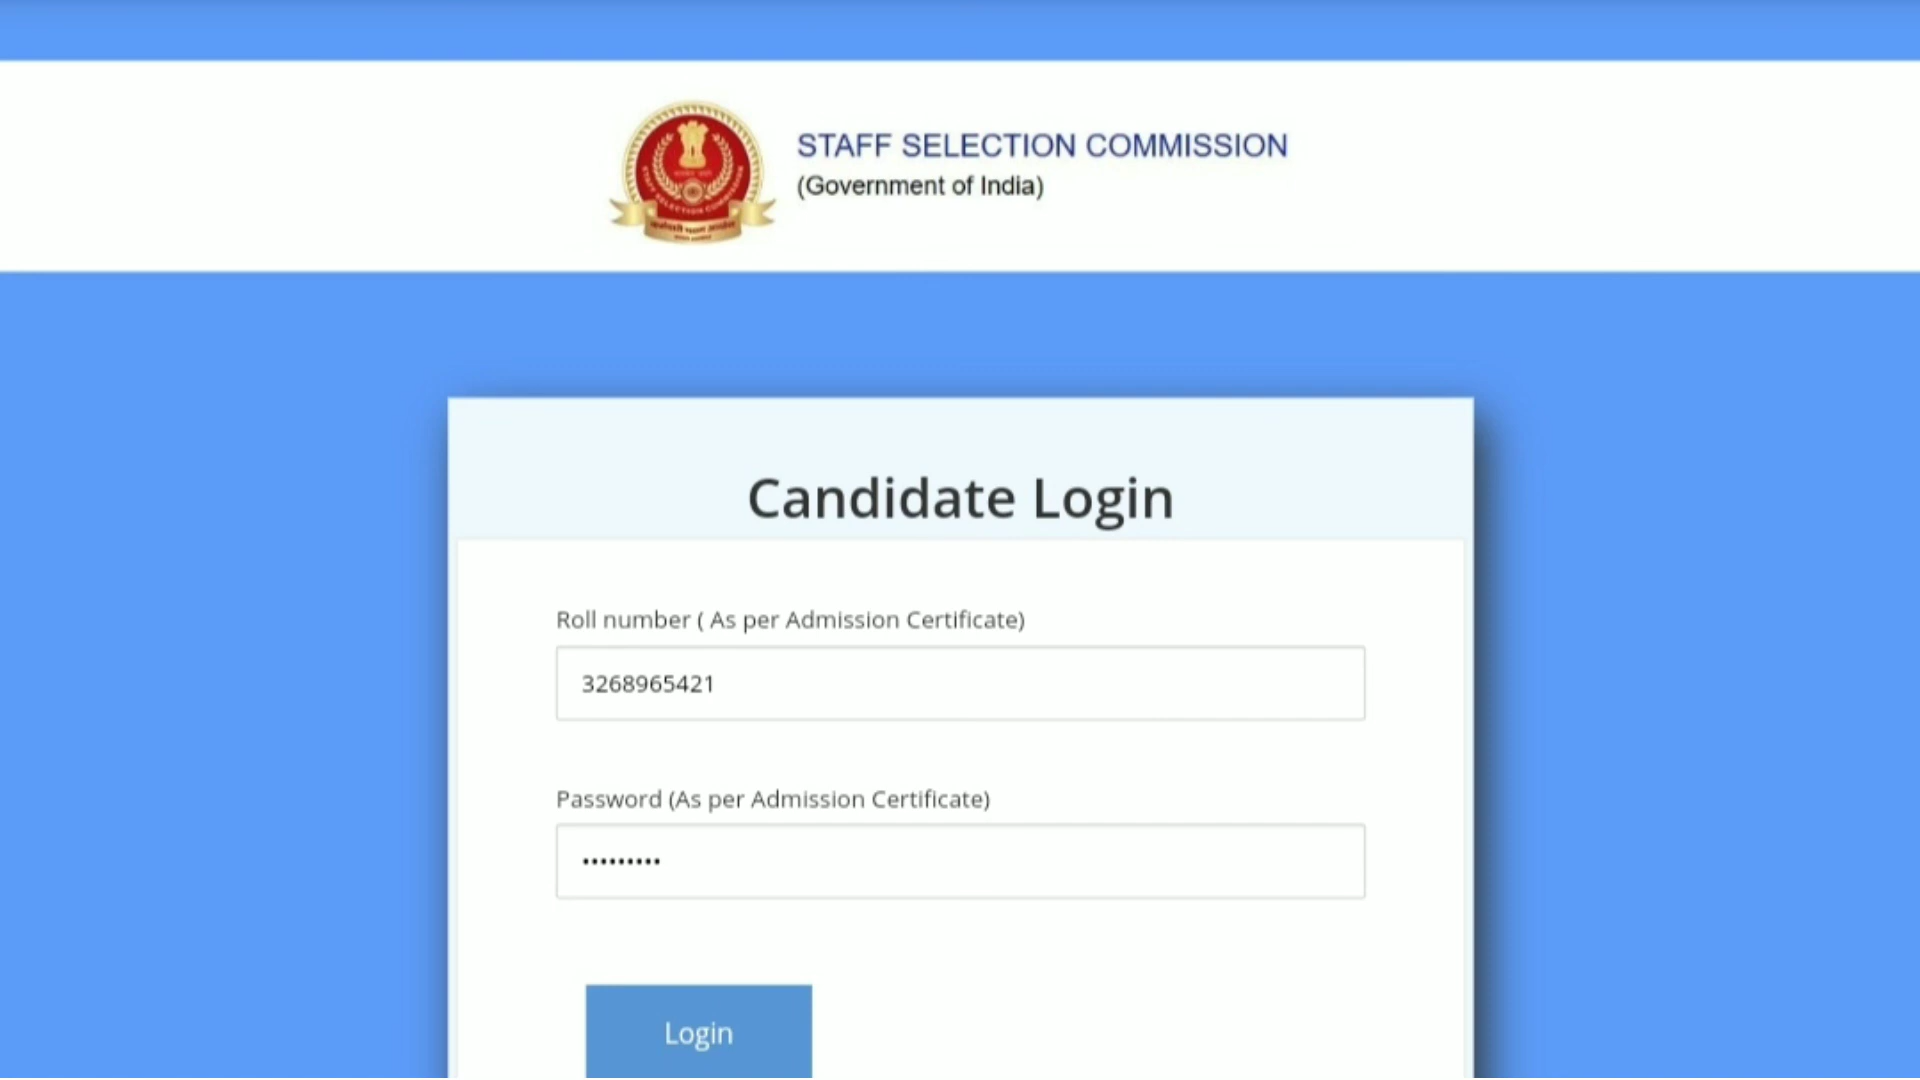 STAFF SELECTION COMMISSION
(Government of India)
Candidate Login
Roll number ( As per Admission Certificate)
3268965421
Password (As per Admission Certificate)
•••••••••
Login